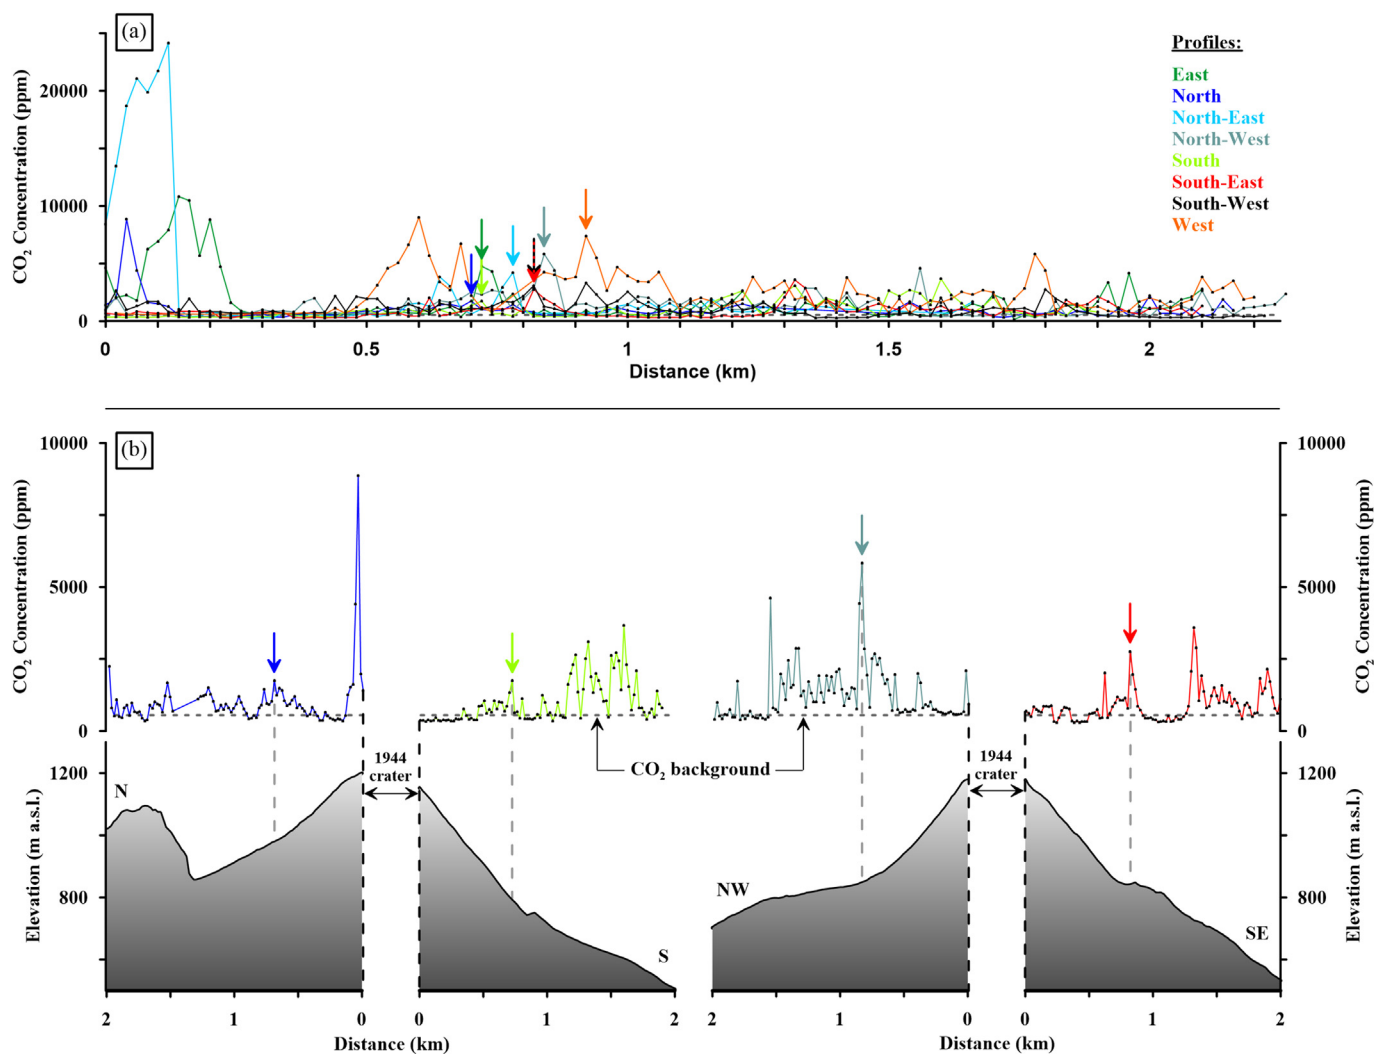 (a)
CO₂ Concentration (ppm)
20000
10000
0
0 0.5 1 1.5 2
Distance (km)
Profiles:
East
North
North-East
North-West
South
South-East
South-West
West
(b)
10000 10000
CO₂ Concentration (ppm) CO₂ Concentration (ppm)
5000 5000
0 0
CO₂ background
1944
crater
1944
crater
1200 1200
Elevation (m a.s.l.) Elevation (m a.s.l.)
800 800
N
S
NW
SE
2 1 0 0 1 2 2 1 0 0 1 2
Distance (km) Distance (km)